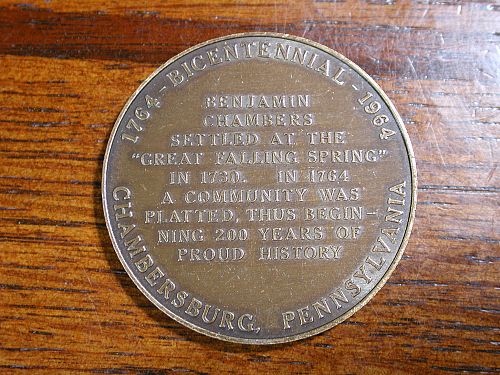 1764 - BICENTENNIAL - 1964
BENJAMIN
CHAMBERS
SETTLED AT THE
"GREAT FALLING SPRING"
IN 1730. IN 1764
A COMMUNITY WAS
PLATTED, THUS BEGIN-
NING 200 YEARS OF
PROUD HISTORY
CHAMBERSBURG, PENNSYLVANIA